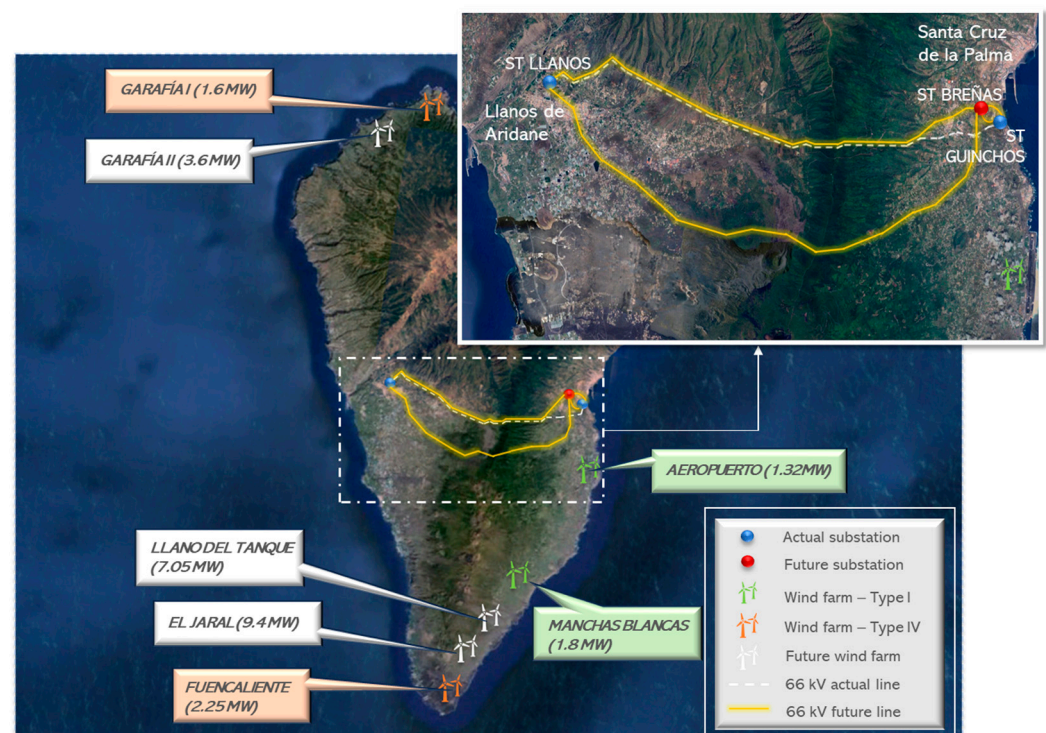 Santa Cruz
de la Palma
ST LLANOS
ST BREÑAS
Llanos de
Aridane
ST
GUINCHOS
GARAFÍA I (1.6 MW)
GARAFÍA II (3.6 MW)
AEROPUERTO (1.32MW)
LLANO DEL TANQUE
(7.05 MW)
EL JARAL (9.4 MW)
MANCHAS BLANCAS
(1.8 MW)
FUENCALIENTE
(2.25 MW)
Actual substation
Future substation
Wind farm – Type I
Wind farm – Type IV
Future wind farm
66 kV actual line
66 kV future line